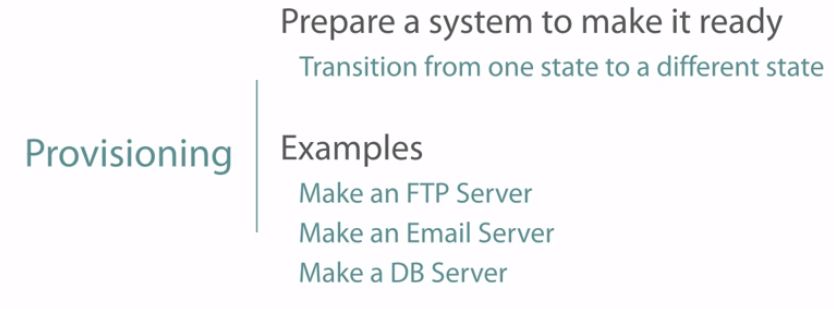 Provisioning
Prepare a system to make it ready
Transition from one state to a different state
Examples
Make an FTP Server
Make an Email Server
Make a DB Server